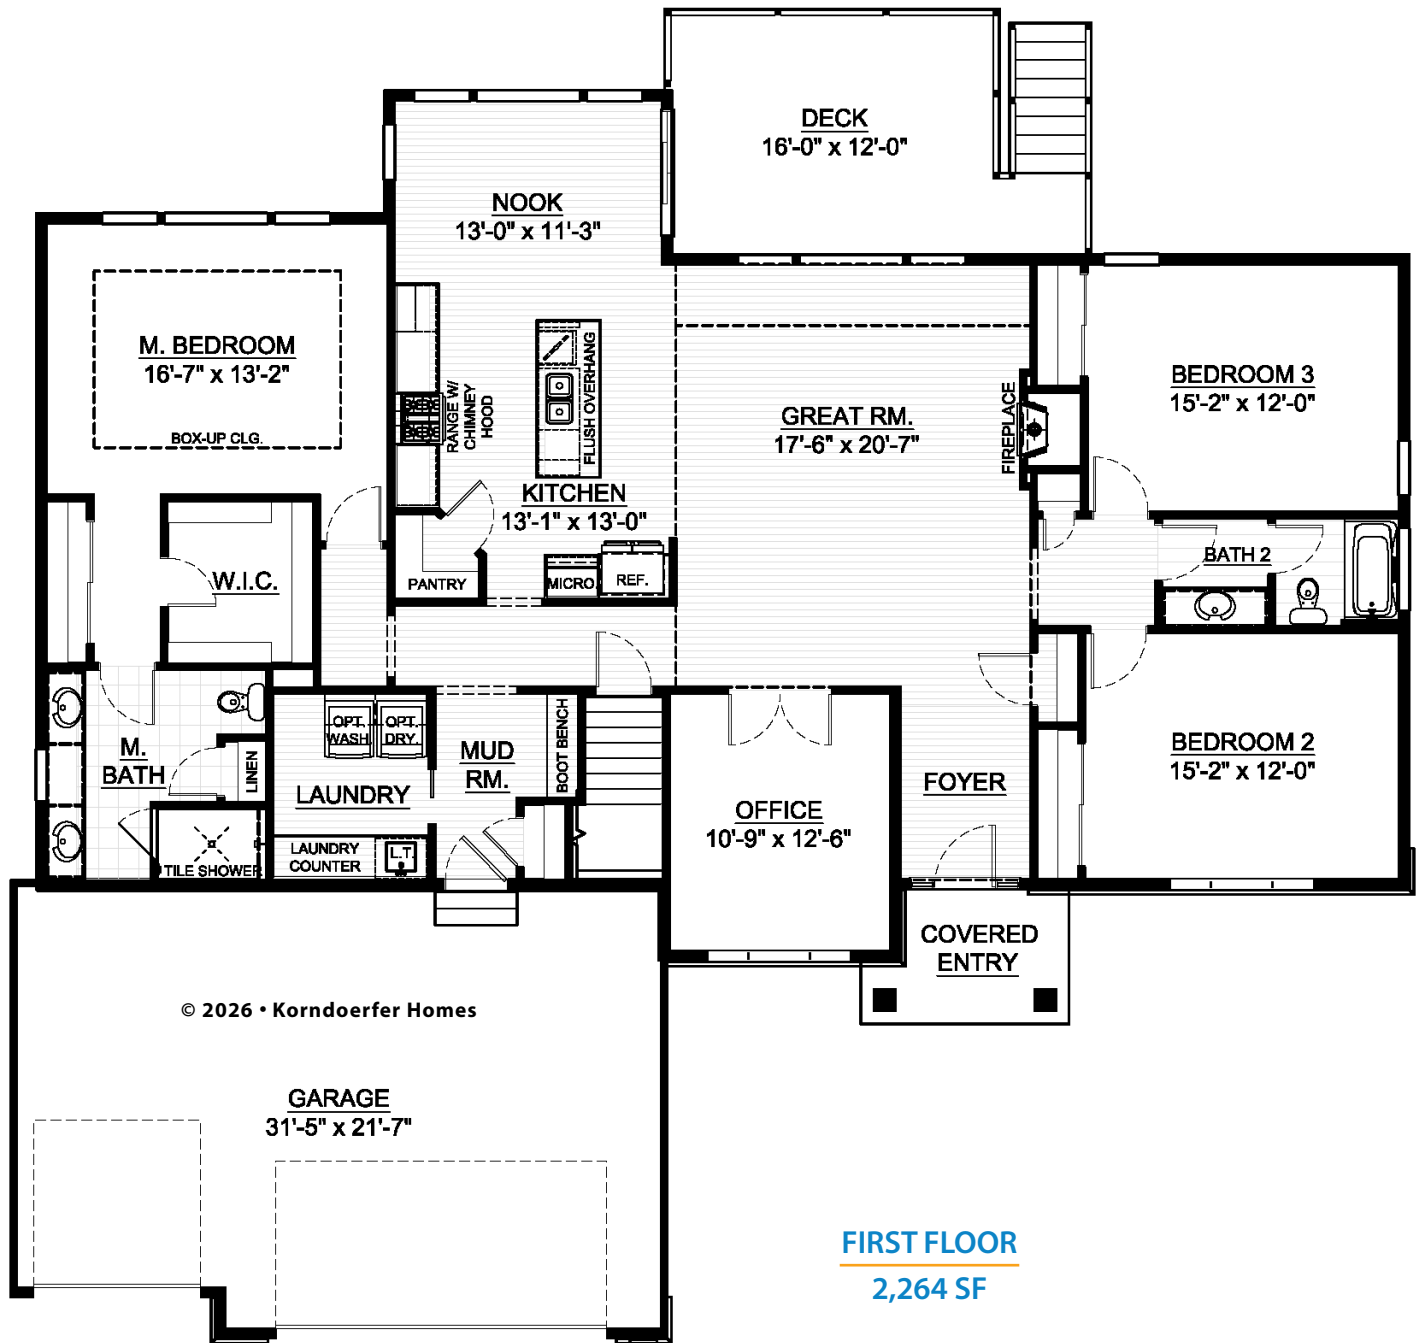 DECK
16'-0" x 12'-0"
NOOK
13'-0" x 11'-3"
M. BEDROOM
16'-7" x 13'-2"
BOX-UP CLG.
RANGE W/
CHIMNEY
HOOD
FLUSH OVERHANG
KITCHEN
13'-1" x 13'-0"
GREAT RM.
17'-6" x 20'-7"
FIREPLACE
BEDROOM 3
15'-2" x 12'-0"
W.I.C.
PANTRY
MICRO
REF.
BATH 2
M.
BATH
LINEN
TILE SHOWER
OPT.
WASH
OPT.
DRY.
LAUNDRY
LAUNDRY
COUNTER
L.T.
MUD
RM.
BOOT BENCH
OFFICE
10'-9" x 12'-6"
FOYER
BEDROOM 2
15'-2" x 12'-0"
COVERED
ENTRY
© 2026 • Korndoerfer Homes
GARAGE
31'-5" x 21'-7"
FIRST FLOOR
2,264 SF